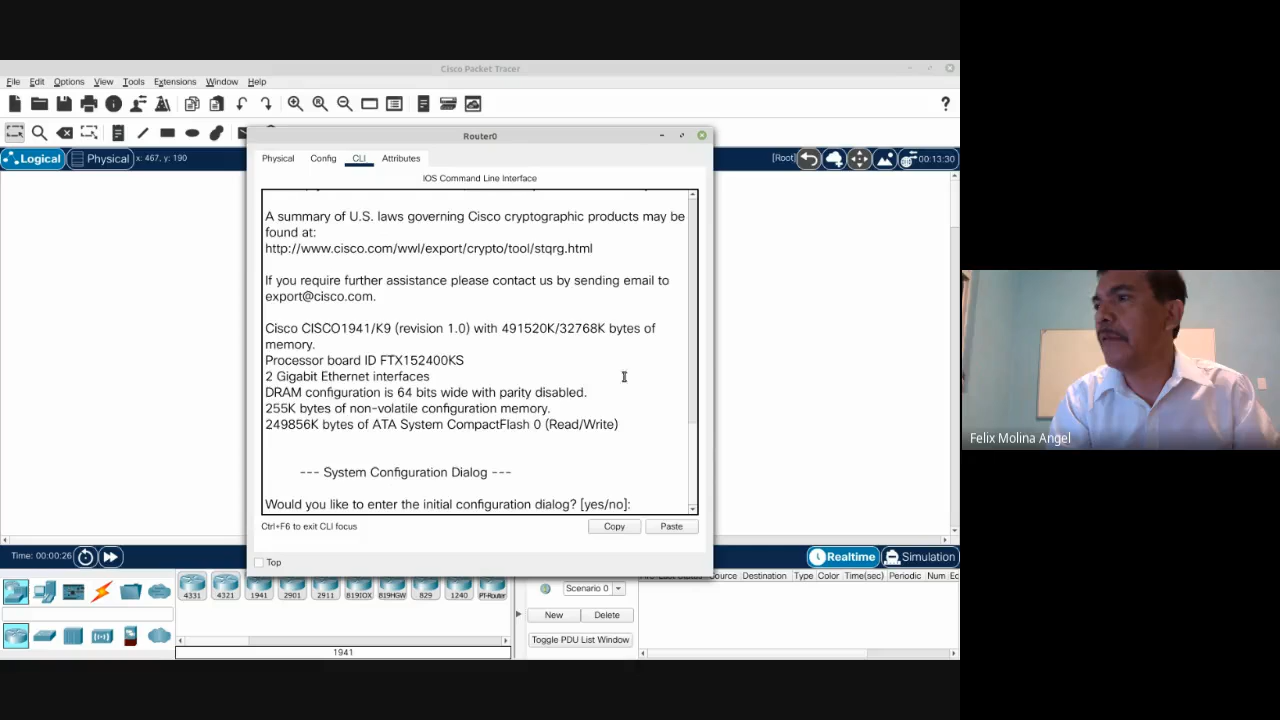 Cisco Packet Tracer
File Edit Options View Tools Extensions Window Help
?
Logical Physical x: 467, y: 190
[Root] 00:13:30
Router0
Physical Config CLI Attributes
IOS Command Line Interface
A summary of U.S. laws governing Cisco cryptographic products may be
found at:
http://www.cisco.com/wwl/export/crypto/tool/stqrg.html
If you require further assistance please contact us by sending email to
export@cisco.com.
Cisco CISCO1941/K9 (revision 1.0) with 491520K/32768K bytes of
memory.
Processor board ID FTX152400KS
2 Gigabit Ethernet interfaces
DRAM configuration is 64 bits wide with parity disabled.
255K bytes of non-volatile configuration memory.
249856K bytes of ATA System CompactFlash 0 (Read/Write)
--- System Configuration Dialog ---
Would you like to enter the initial configuration dialog? [yes/no]:
Ctrl+F6 to exit CLI focus
Copy Paste
Top
Felix Molina Angel
Time: 00:00:26
Realtime Simulation
4331 4321 1941 2901 2911 819IOX 819HGW 829 1240 PT-Router
1941
Scenario 0
New Delete
Toggle PDU List Window
Source Destination Type Color Time(sec) Periodic Num